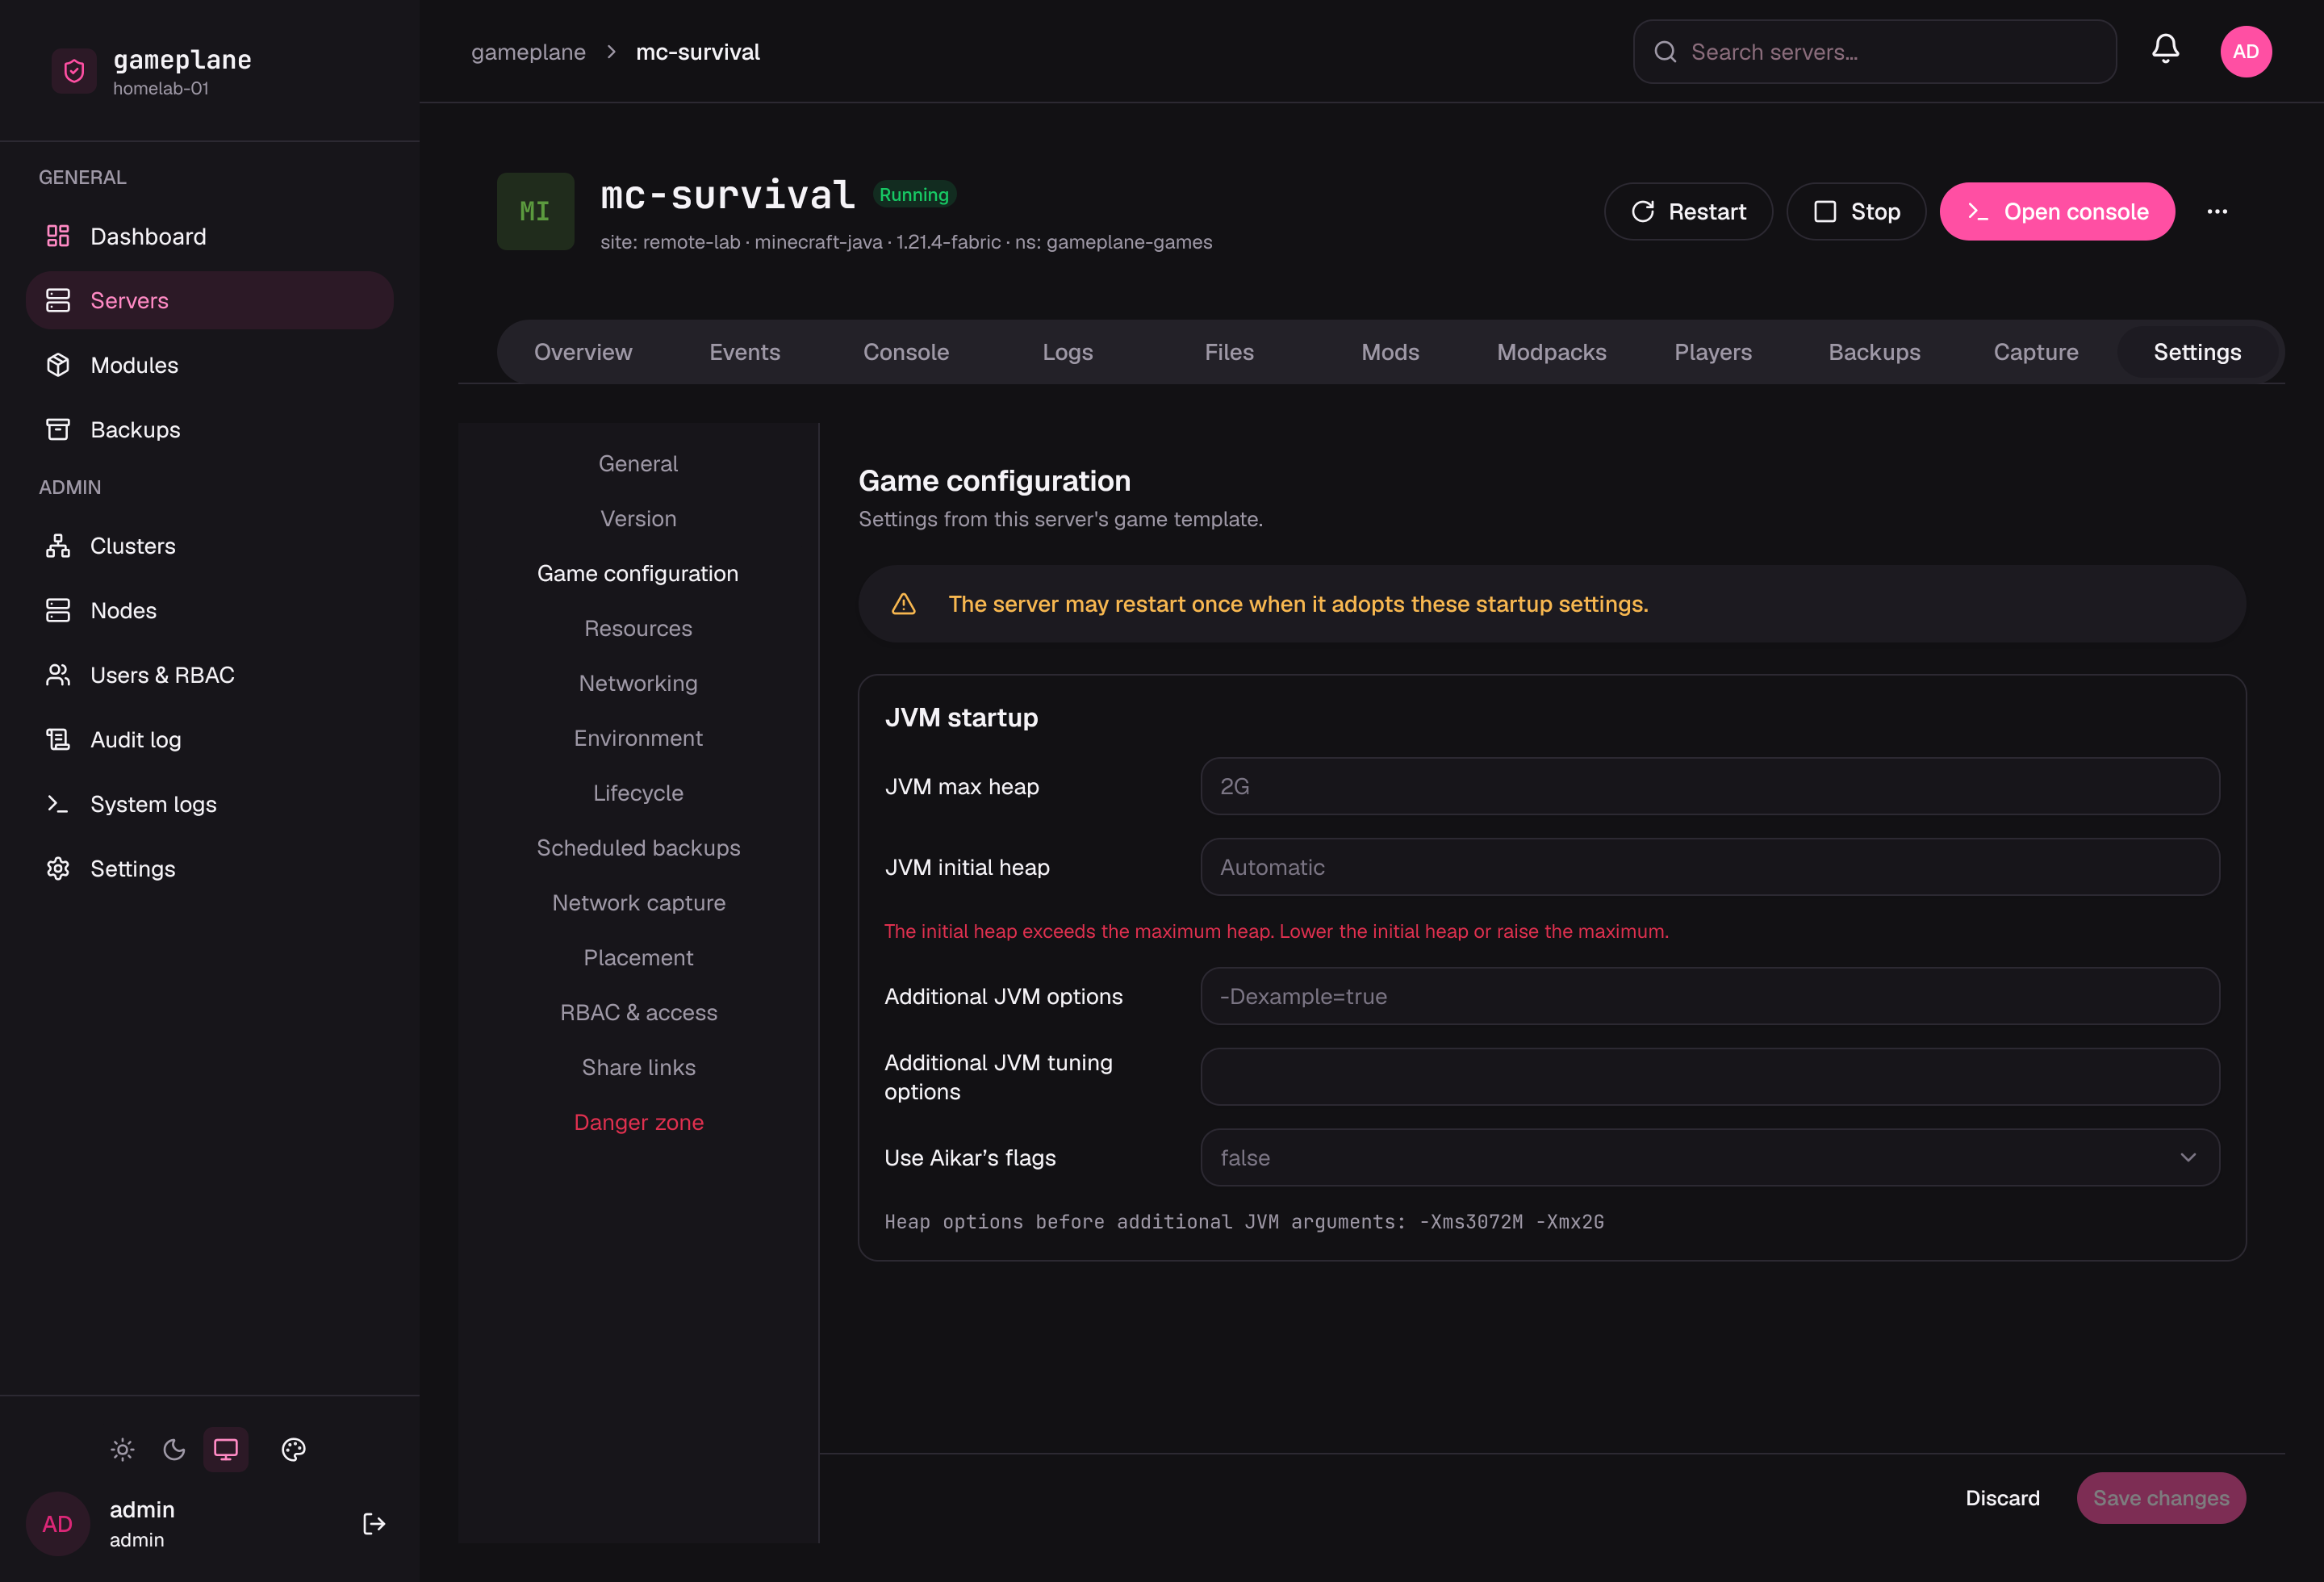 gameplane
homelab-01
gameplane > mc-survival
Search servers...
AD
GENERAL
Dashboard
Servers
Modules
Backups
ADMIN
Clusters
Nodes
Users & RBAC
Audit log
System logs
Settings
AD
admin
admin
MI
mc-survival
Running
site: remote-lab · minecraft-java · 1.21.4-fabric · ns: gameplane-games
Restart
Stop
Open console
Overview
Events
Console
Logs
Files
Mods
Modpacks
Players
Backups
Capture
Settings
General
Version
Game configuration
Resources
Networking
Environment
Lifecycle
Scheduled backups
Network capture
Placement
RBAC & access
Share links
Danger zone
Game configuration
Settings from this server's game template.
The server may restart once when it adopts these startup settings.
JVM startup
JVM max heap
2G
JVM initial heap
Automatic
The initial heap exceeds the maximum heap. Lower the initial heap or raise the maximum.
Additional JVM options
-Dexample=true
Additional JVM tuning
options
Use Aikar’s flags
false
Heap options before additional JVM arguments: -Xms3072M -Xmx2G
Discard
Save changes